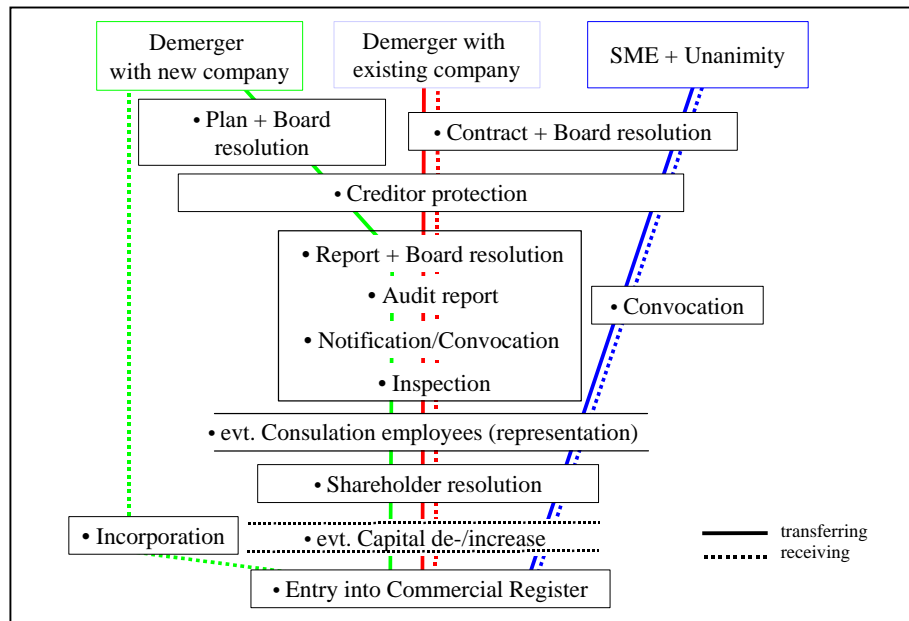 Demerger
with new company
Demerger with
existing company
SME + Unanimity
• Plan + Board
resolution
• Contract + Board resolution
• Creditor protection
• Report + Board resolution
• Audit report
• Convocation
• Notification/Convocation
• Inspection
• evt. Consulation employees (representation)
• Shareholder resolution
• Incorporation
• evt. Capital de-/increase
transferring
receiving
• Entry into Commercial Register